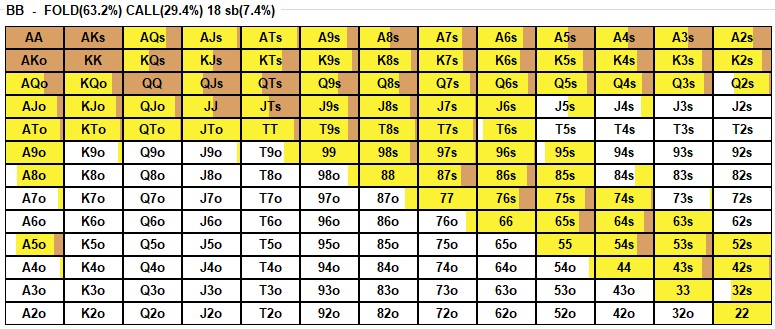 BB - FOLD(63.2%) CALL(29.4%) 18 sb(7.4%)
AA AKs AQs AJs ATs A9s A8s A7s A6s A5s A4s A3s A2s
AKo KK KQs KJs KTs K9s K8s K7s K6s K5s K4s K3s K2s
AQo KQo QQ QJs QTs Q9s Q8s Q7s Q6s Q5s Q4s Q3s Q2s
AJo KJo QJo JJ JTs J9s J8s J7s J6s J5s J4s J3s J2s
ATo KTo QTo JTo TT T9s T8s T7s T6s T5s T4s T3s T2s
A9o K9o Q9o J9o T9o 99 98s 97s 96s 95s 94s 93s 92s
A8o K8o Q8o J8o T8o 98o 88 87s 86s 85s 84s 83s 82s
A7o K7o Q7o J7o T7o 97o 87o 77 76s 75s 74s 73s 72s
A6o K6o Q6o J6o T6o 96o 86o 76o 66 65s 64s 63s 62s
A5o K5o Q5o J5o T5o 95o 85o 75o 65o 55 54s 53s 52s
A4o K4o Q4o J4o T4o 94o 84o 74o 64o 54o 44 43s 42s
A3o K3o Q3o J3o T3o 93o 83o 73o 63o 53o 43o 33 32s
A2o K2o Q2o J2o T2o 92o 82o 72o 62o 52o 42o 32o 22